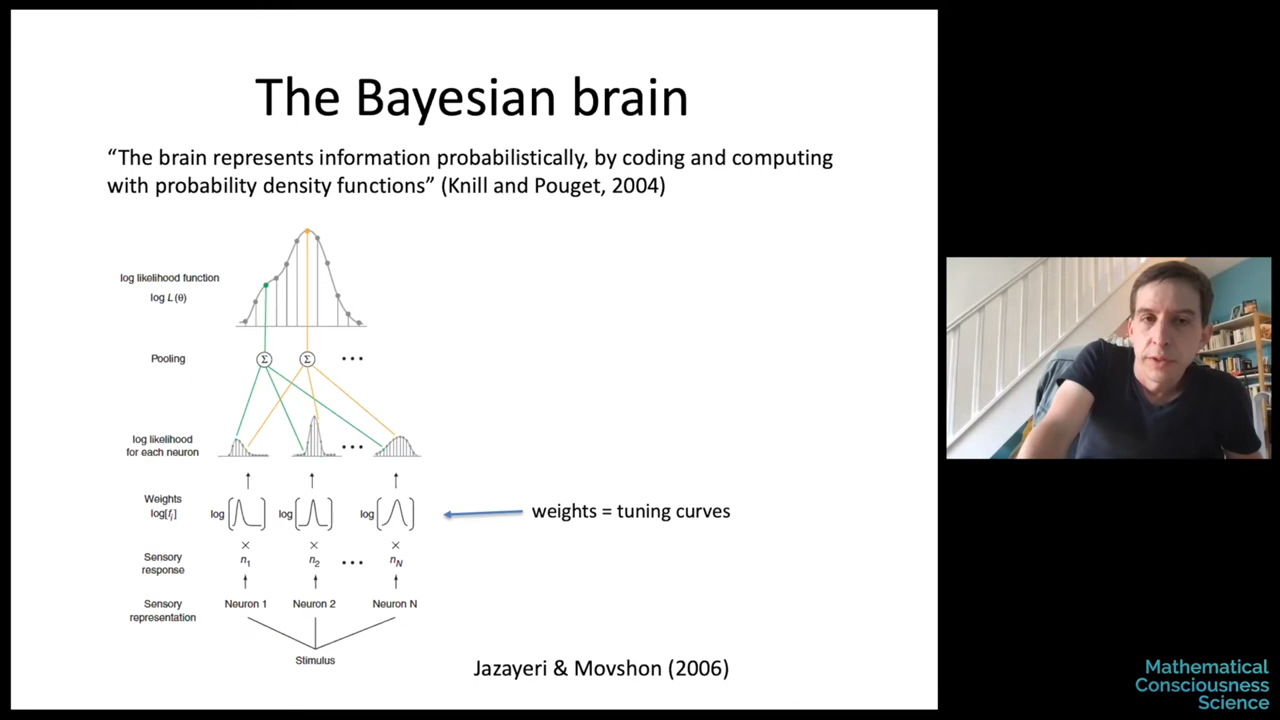 The Bayesian brain
“The brain represents information probabilistically, by coding and computing
with probability density functions” (Knill and Pouget, 2004)
log likelihood function
log L(θ)
Pooling
Σ Σ •••
log likelihood
for each neuron
•••
Weights
log[fᵢ]
log log log
weights = tuning curves
× × ×
Sensory
response
n₁ n₂ ••• n_N
Sensory
representation
Neuron 1 Neuron 2 Neuron N
Stimulus
Jazayeri & Movshon (2006)
Mathematical
Consciousness
Science